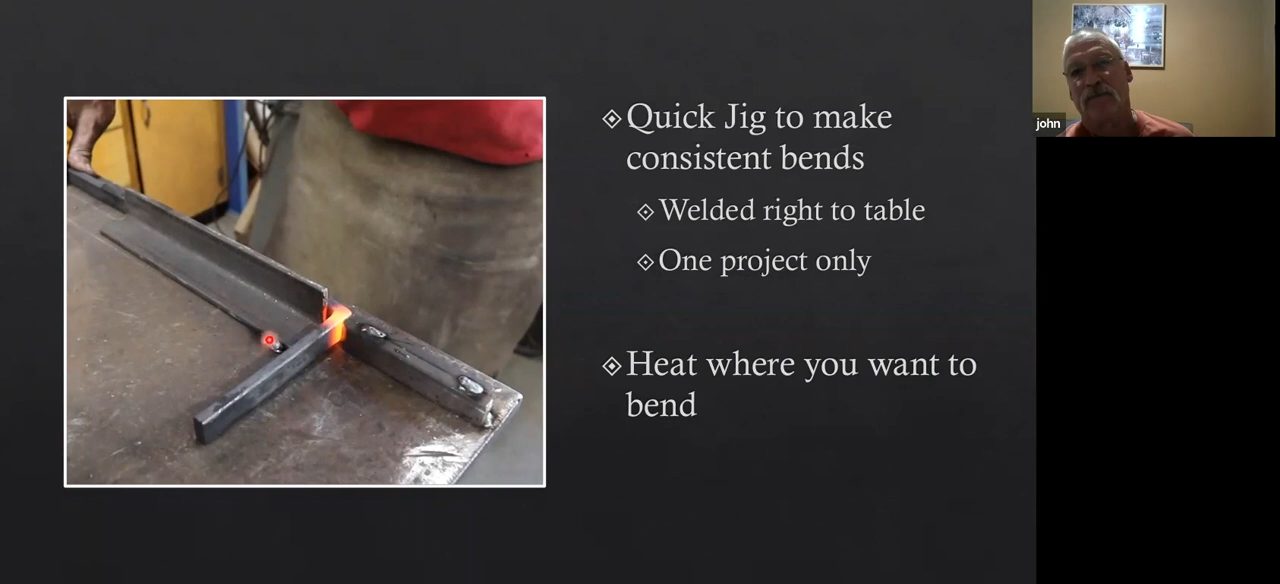 Quick Jig to make
consistent bends
Welded right to table
One project only
Heat where you want to
bend
john